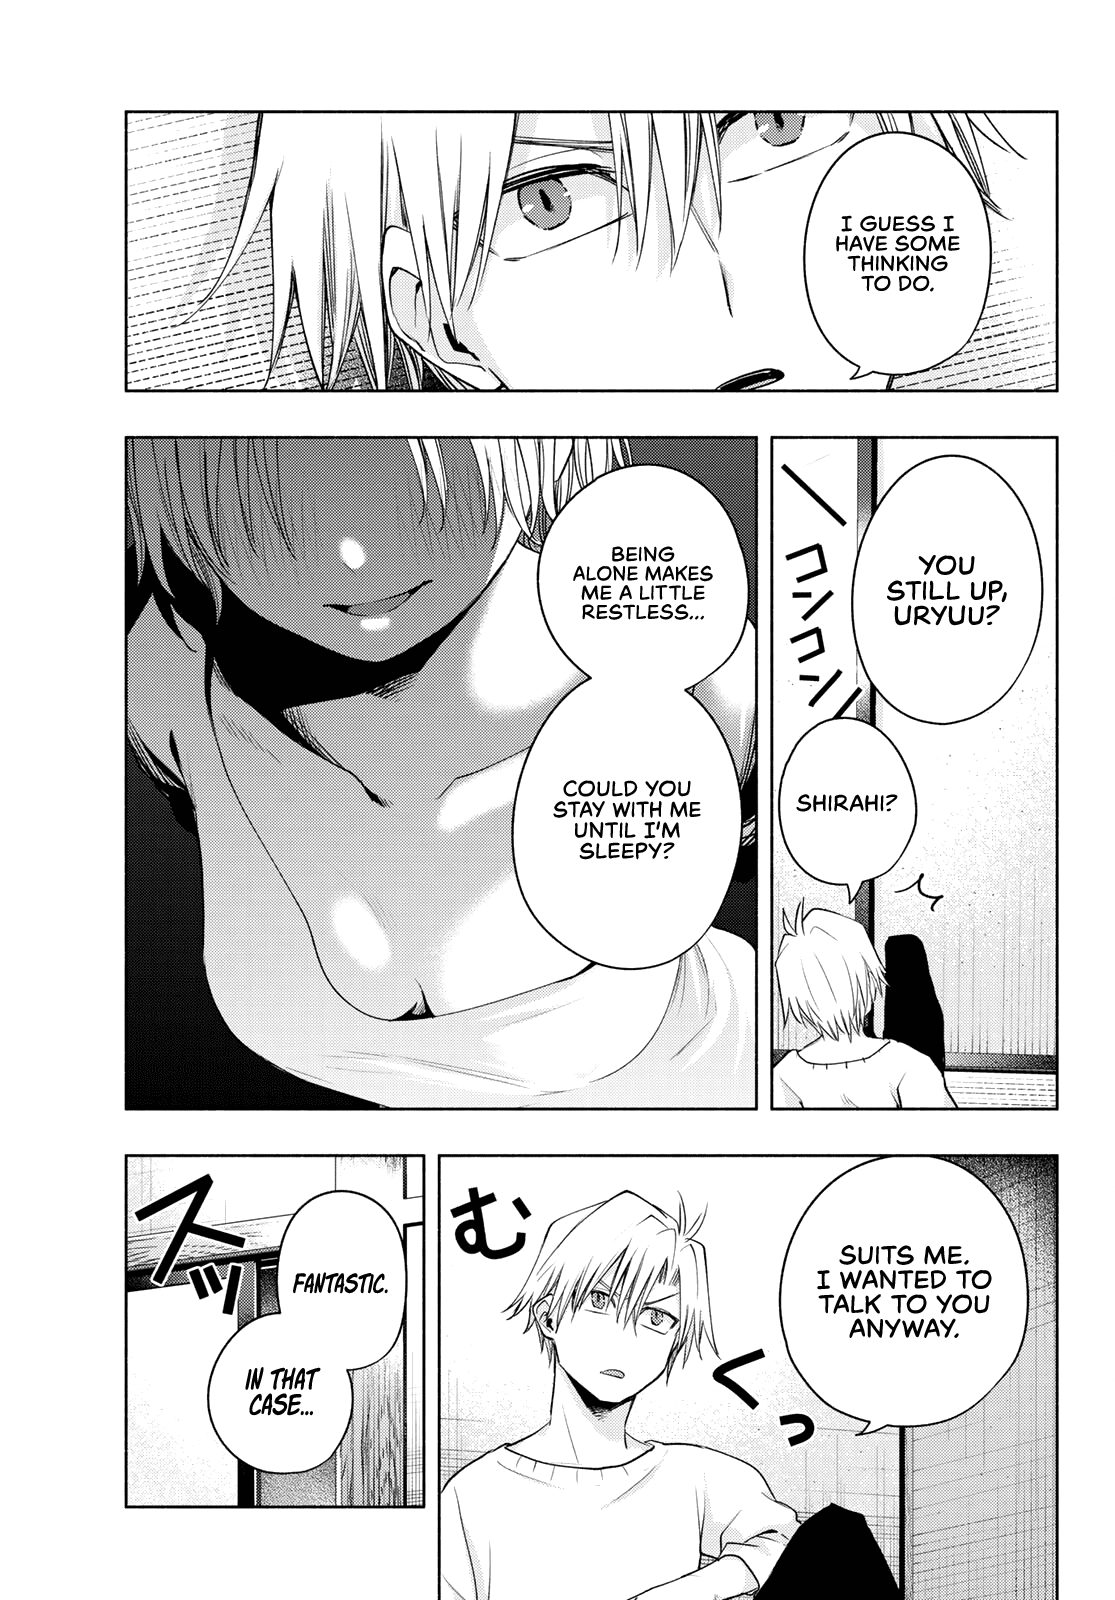 I GUESS I
HAVE SOME
THINKING
TO DO.
YOU
STILL UP,
URYUU?
コンコン
SHIRAHI?
BEING
ALONE MAKES
ME A LITTLE
RESTLESS...
COULD YOU
STAY WITH ME
UNTIL I'M
SLEEPY?
SUITS ME.
I WANTED TO
TALK TO YOU
ANYWAY.
むくっ
FANTASTIC.
IN THAT
CASE...
スッ